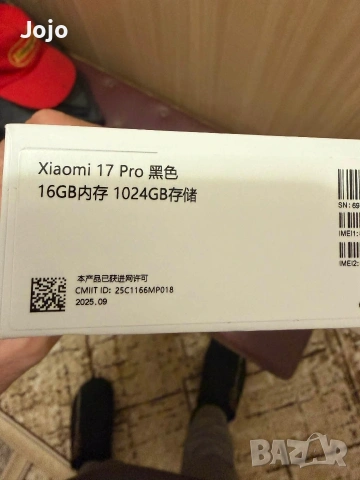 Jojo
Xiaomi 17 Pro 黑色
16GB内存 1024GB存储
SN: 69
IMEI1:
IMEI2:
本产品已获进网许可
CMIIT ID: 25C1166MP018
2025.09
BAZAR